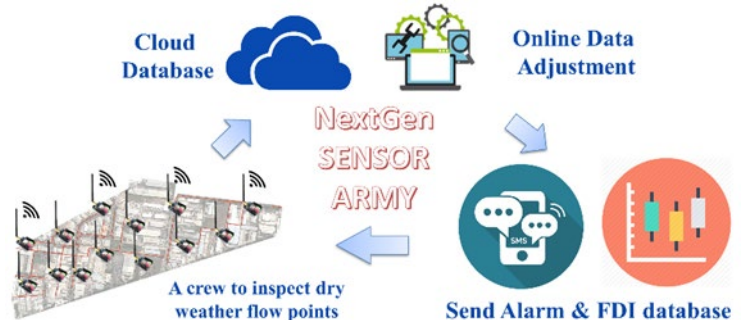 Cloud
Database
Online Data
Adjustment
NextGen
SENSOR
ARMY
SMS
A crew to inspect dry
weather flow points
Send Alarm & FDI database